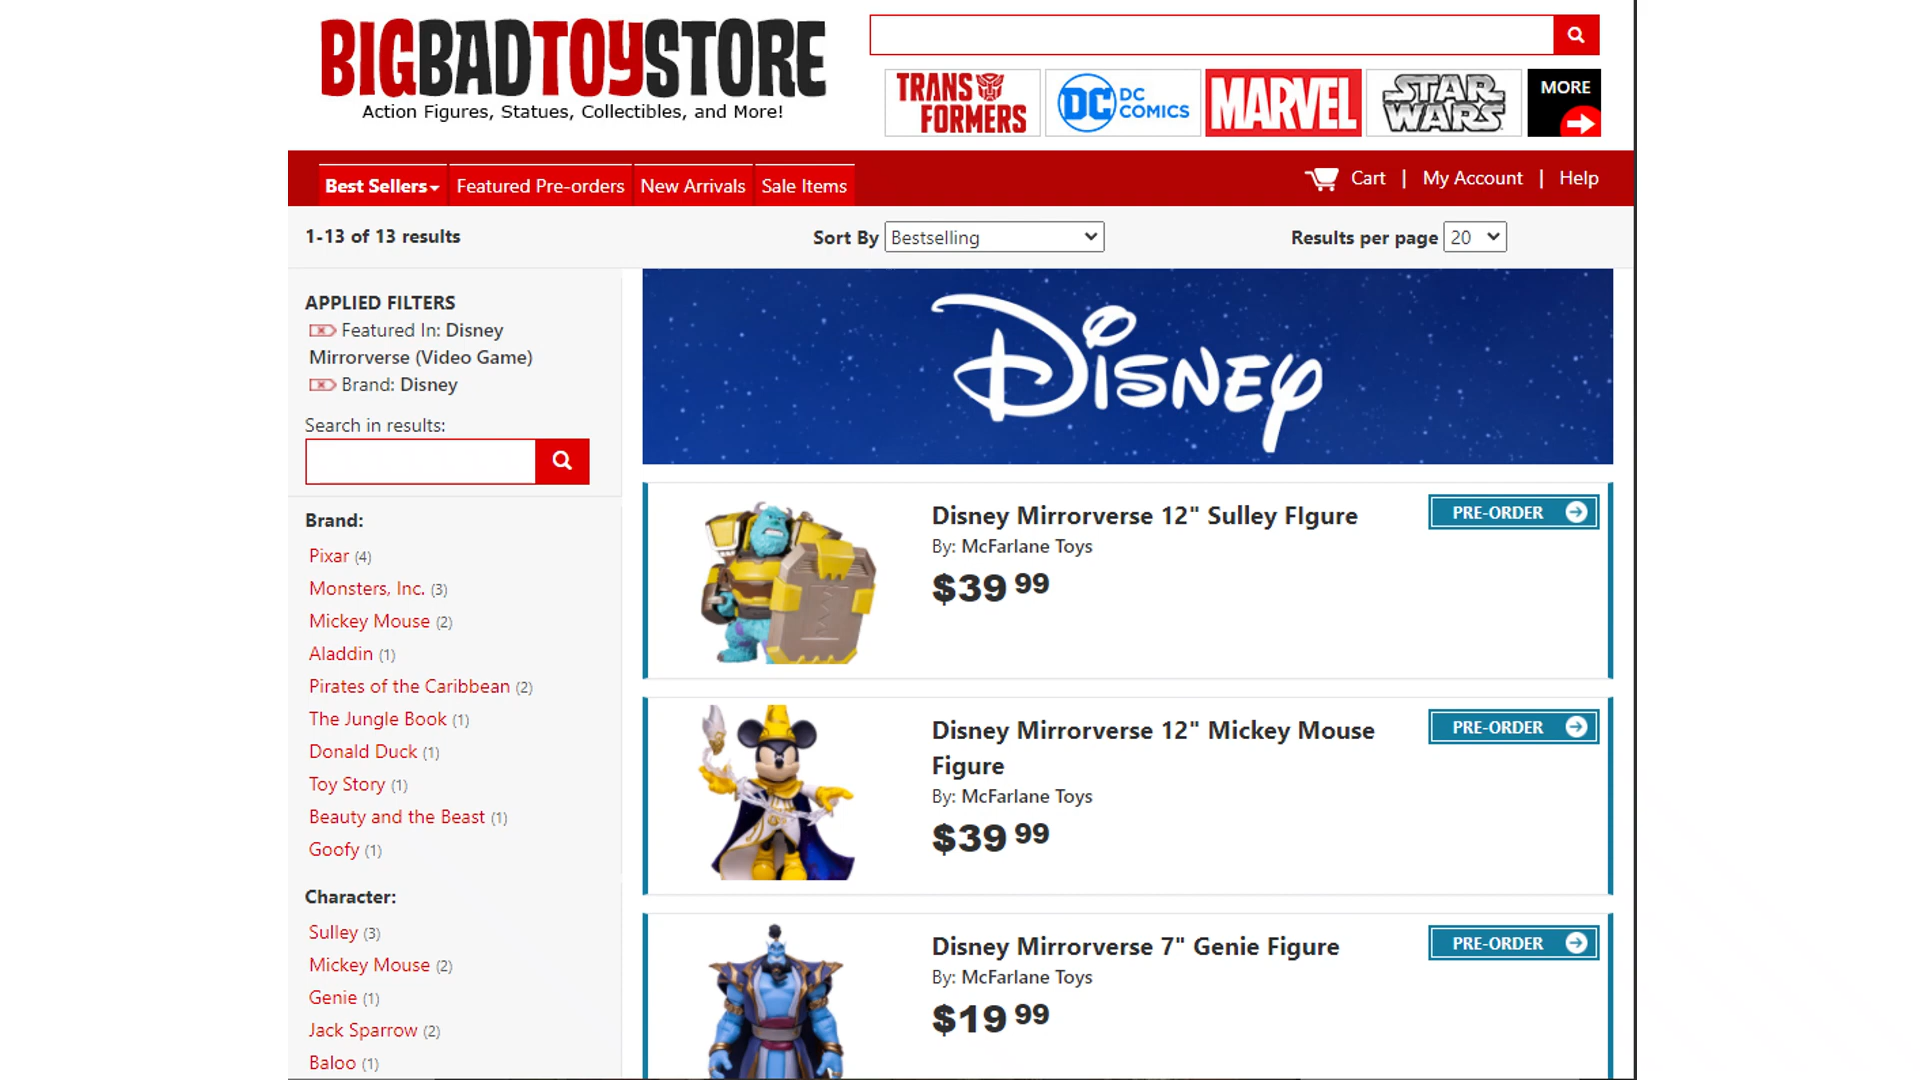 BIGBADTOYSTORE
Action Figures, Statues, Collectibles, and More!
TRANSFORMERS
DC DC COMICS
MARVEL
STAR WARS
MORE
Best Sellers
Featured Pre-orders
New Arrivals
Sale Items
Cart | My Account | Help
1-13 of 13 results
Sort By Bestselling
Results per page 20
APPLIED FILTERS
Featured In: Disney
Mirrorverse (Video Game)
Brand: Disney
Search in results:
Brand:
Pixar (4)
Monsters, Inc. (3)
Mickey Mouse (2)
Aladdin (1)
Pirates of the Caribbean (2)
The Jungle Book (1)
Donald Duck (1)
Toy Story (1)
Beauty and the Beast (1)
Goofy (1)
Character:
Sulley (3)
Mickey Mouse (2)
Genie (1)
Jack Sparrow (2)
Baloo (1)
Disney
Disney Mirrorverse 12" Sulley FIgure
By: McFarlane Toys
$39 99
PRE-ORDER
Disney Mirrorverse 12" Mickey Mouse
Figure
By: McFarlane Toys
$39 99
PRE-ORDER
Disney Mirrorverse 7" Genie Figure
By: McFarlane Toys
$19 99
PRE-ORDER